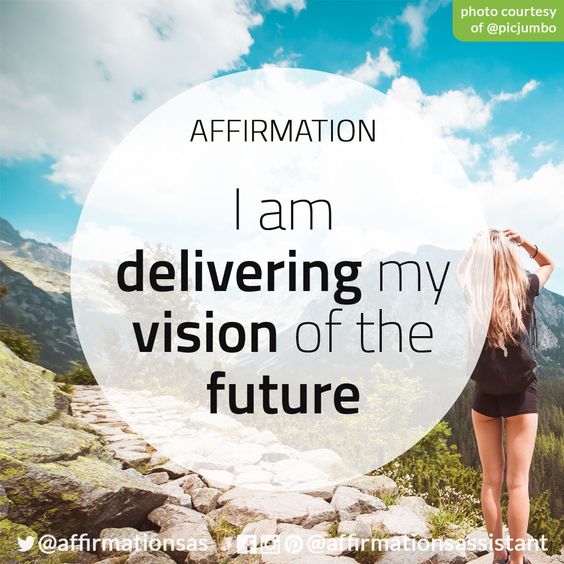 photo courtesy
of @picjumbo
AFFIRMATION
I am
delivering my
vision of the
future
@affirmationsas @affirmationsassistant